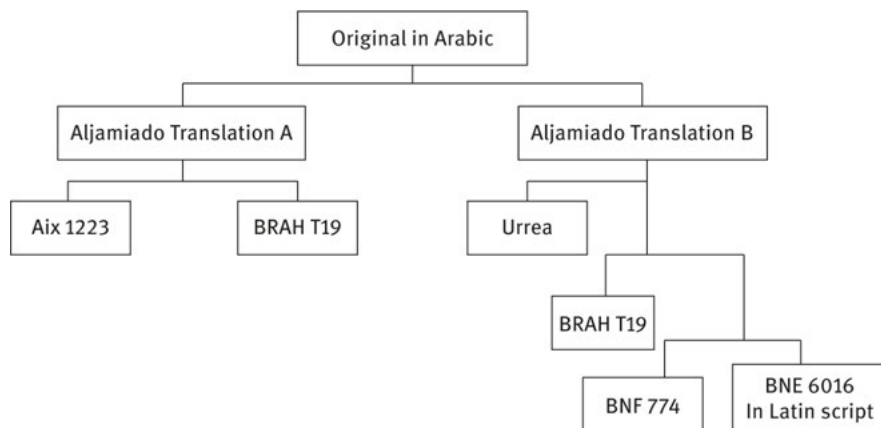 Original in Arabic
Aljamiado Translation A
Aljamiado Translation B
Aix 1223
BRAH T19
Urrea
BRAH T19
BNF 774
BNE 6016
In Latin script